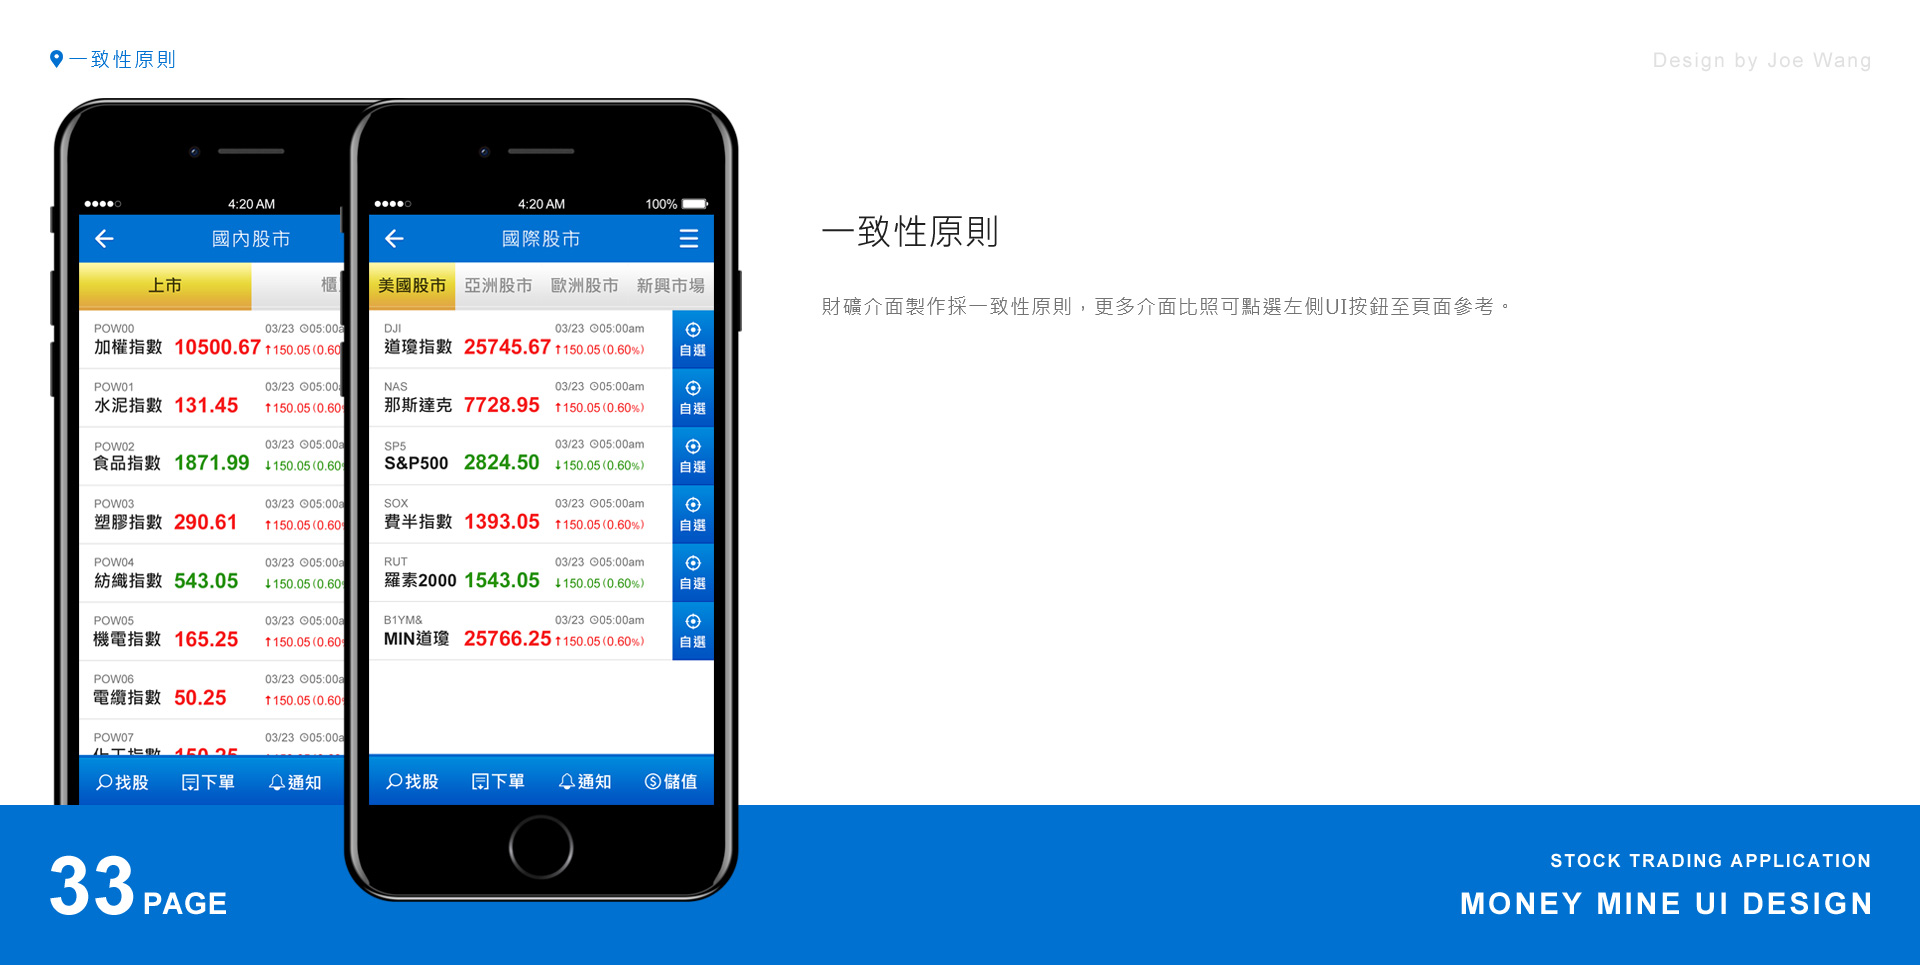 一致性原則
Design by Joe Wang
4:20 AM
國內股市
上市 櫃
POW00 03/23 05:00a
加權指數 10500.67 ↑150.05(0.60
POW01 03/23 05:00a
水泥指數 131.45 ↑150.05(0.60
POW02 03/23 05:00a
食品指數 1871.99 ↓150.05(0.60
POW03 03/23 05:00a
塑膠指數 290.61 ↑150.05(0.60
POW04 03/23 05:00a
紡織指數 543.05 ↓150.05(0.60
POW05 03/23 05:00a
機電指數 165.25 ↑150.05(0.60
POW06 03/23 05:00a
電纜指數 50.25 ↑150.05(0.60
POW07 03/23 05:00a
化工指數 150.25
找股 下單 通知
4:20 AM 100%
國際股市
美國股市 亞洲股市 歐洲股市 新興市場
DJI 03/23 05:00am
道瓊指數 25745.67 ↑150.05(0.60%) 自選
NAS 03/23 05:00am
那斯達克 7728.95 ↑150.05(0.60%) 自選
SP5 03/23 05:00am
S&P500 2824.50 ↓150.05(0.60%) 自選
SOX 03/23 05:00am
費半指數 1393.05 ↑150.05(0.60%) 自選
RUT 03/23 05:00am
羅素2000 1543.05 ↓150.05(0.60%) 自選
B1YM& 03/23 05:00am
MIN道瓊 25766.25 ↑150.05(0.60%) 自選
找股 下單 通知 儲值
一致性原則
財礦介面製作採一致性原則，更多介面比照可點選左側UI按鈕至頁面參考。
33 PAGE
STOCK TRADING APPLICATION
MONEY MINE UI DESIGN